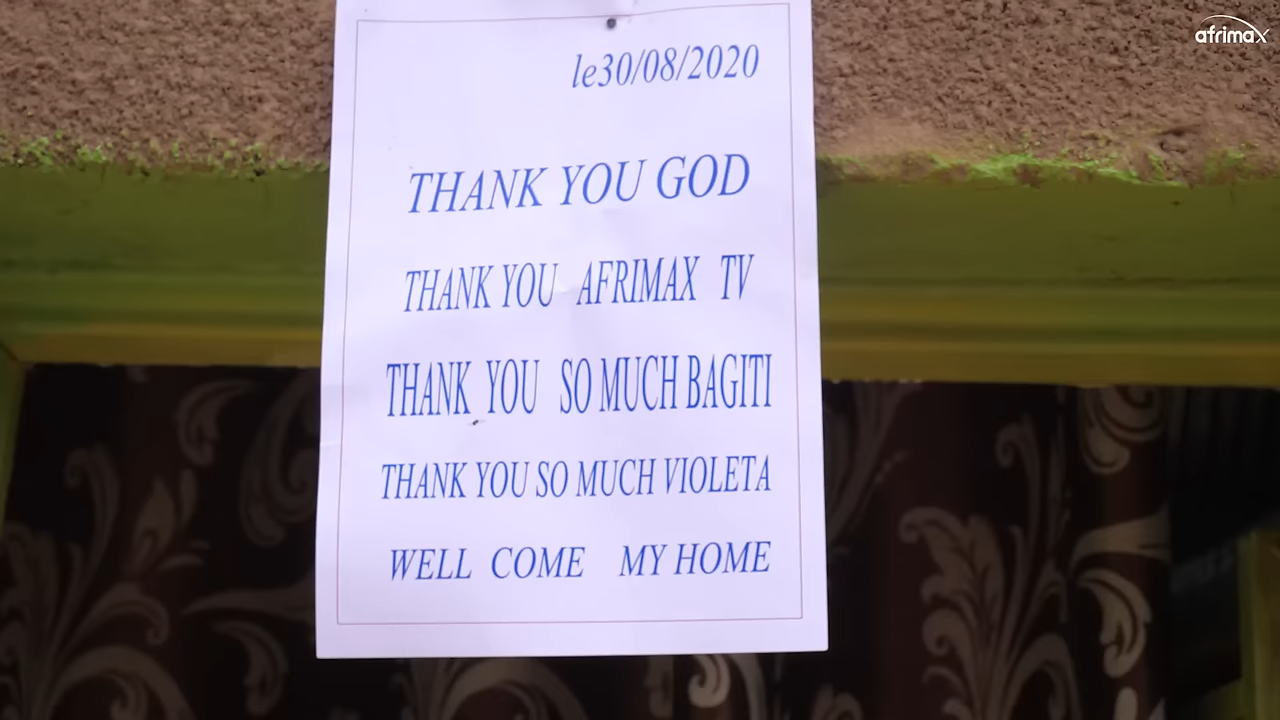 afrimax
le30/08/2020
THANK YOU GOD
THANK YOU AFRIMAX TV
THANK YOU SO MUCH BAGITI
THANK YOU SO MUCH VIOLETA
WELL COME MY HOME